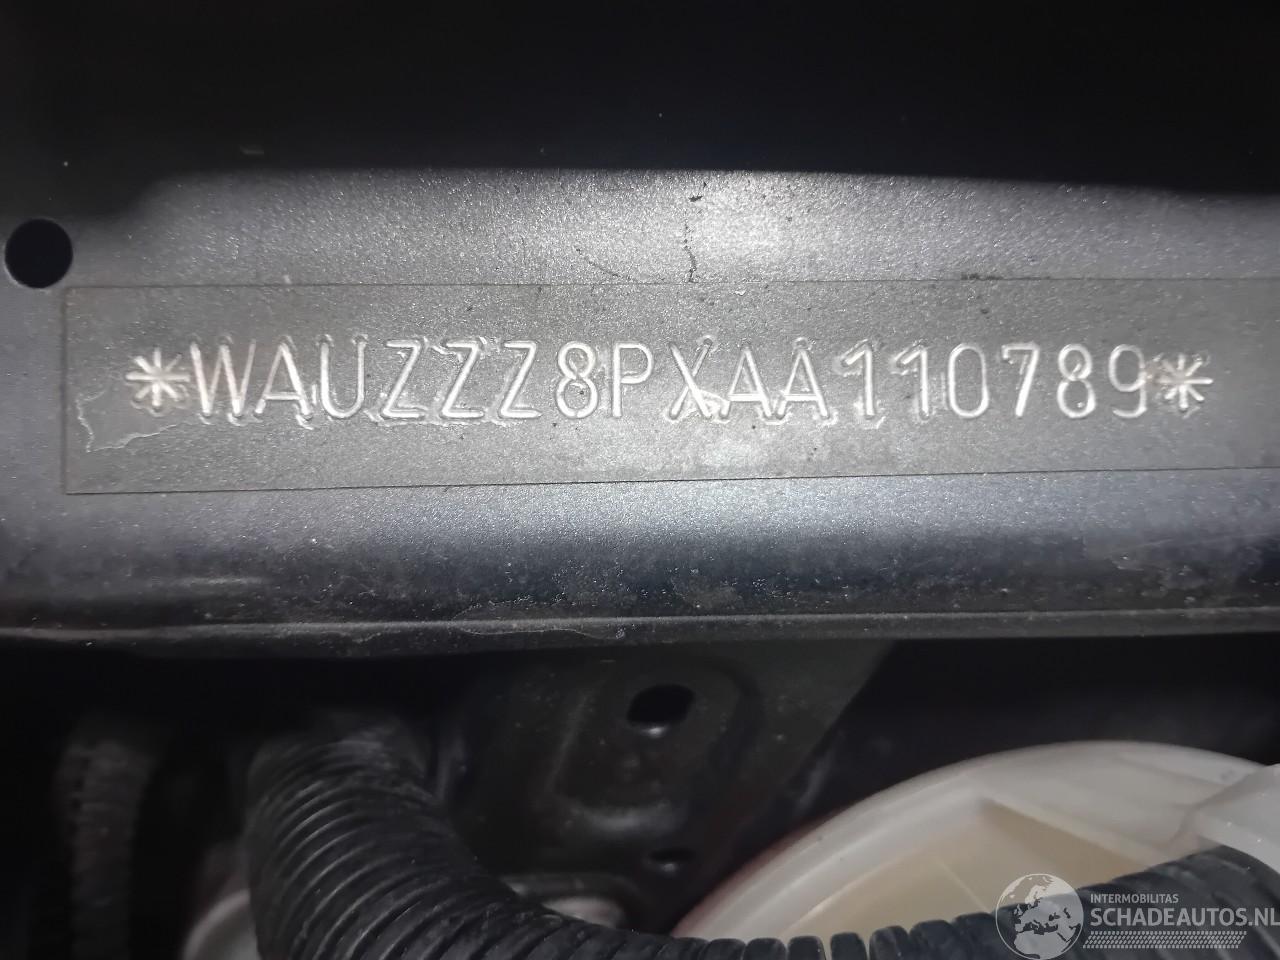 *WAUZZZ8PXAA110789*
INTERMOBILITAS
SCHADEAUTOS.NL